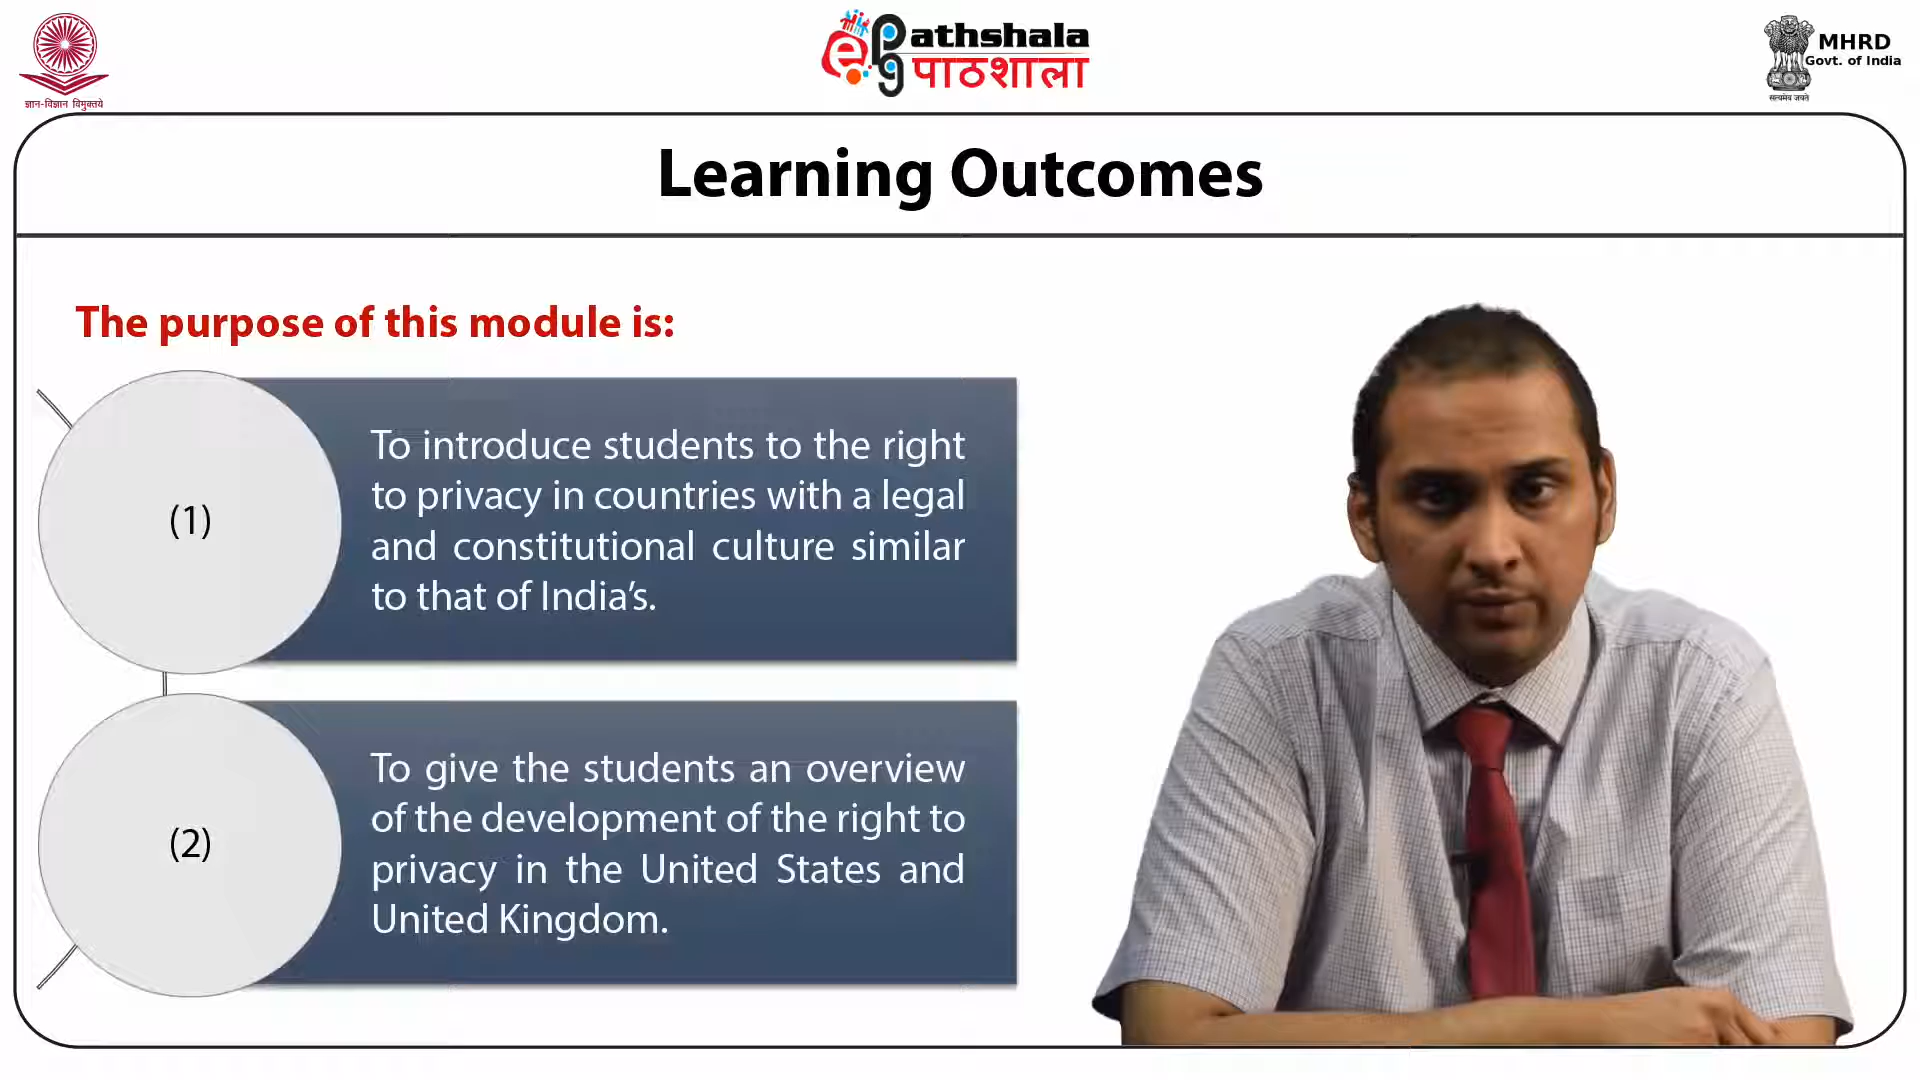 ज्ञान-विज्ञान विमुक्तये
ePathshala
पाठशाला
MHRD
Govt. of India
सत्यमेव जयते
Learning Outcomes
The purpose of this module is:
(1)
To introduce students to the right
to privacy in countries with a legal
and constitutional culture similar
to that of India’s.
(2)
To give the students an overview
of the development of the right to
privacy in the United States and
United Kingdom.